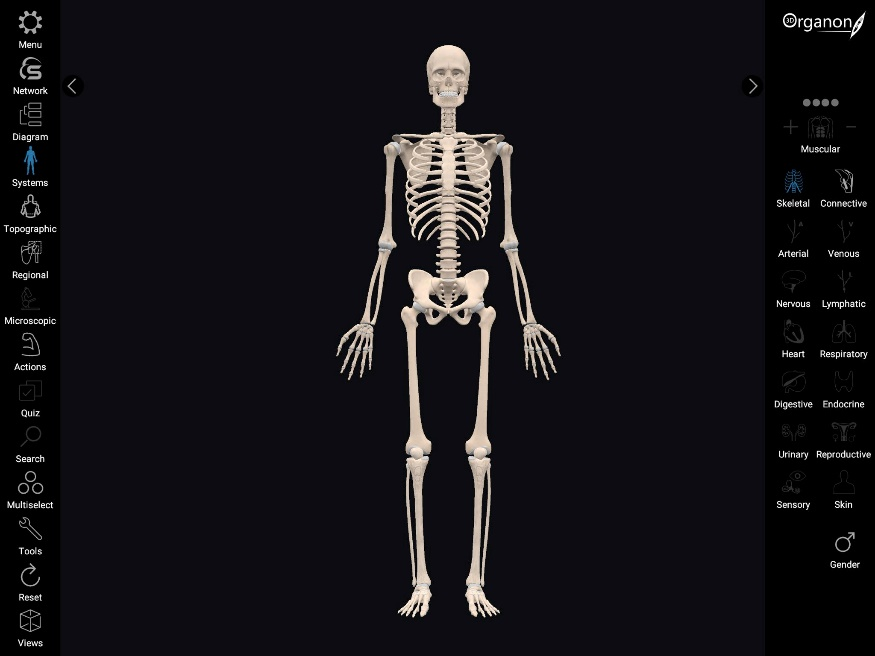 Menu
Network
Diagram
Systems
Topographic
Regional
Microscopic
Actions
Quiz
Search
Multiselect
Tools
Reset
Views
3D Organon
Muscular
Skeletal Connective
Arterial Venous
Nervous Lymphatic
Heart Respiratory
Digestive Endocrine
Urinary Reproductive
Sensory Skin
Gender